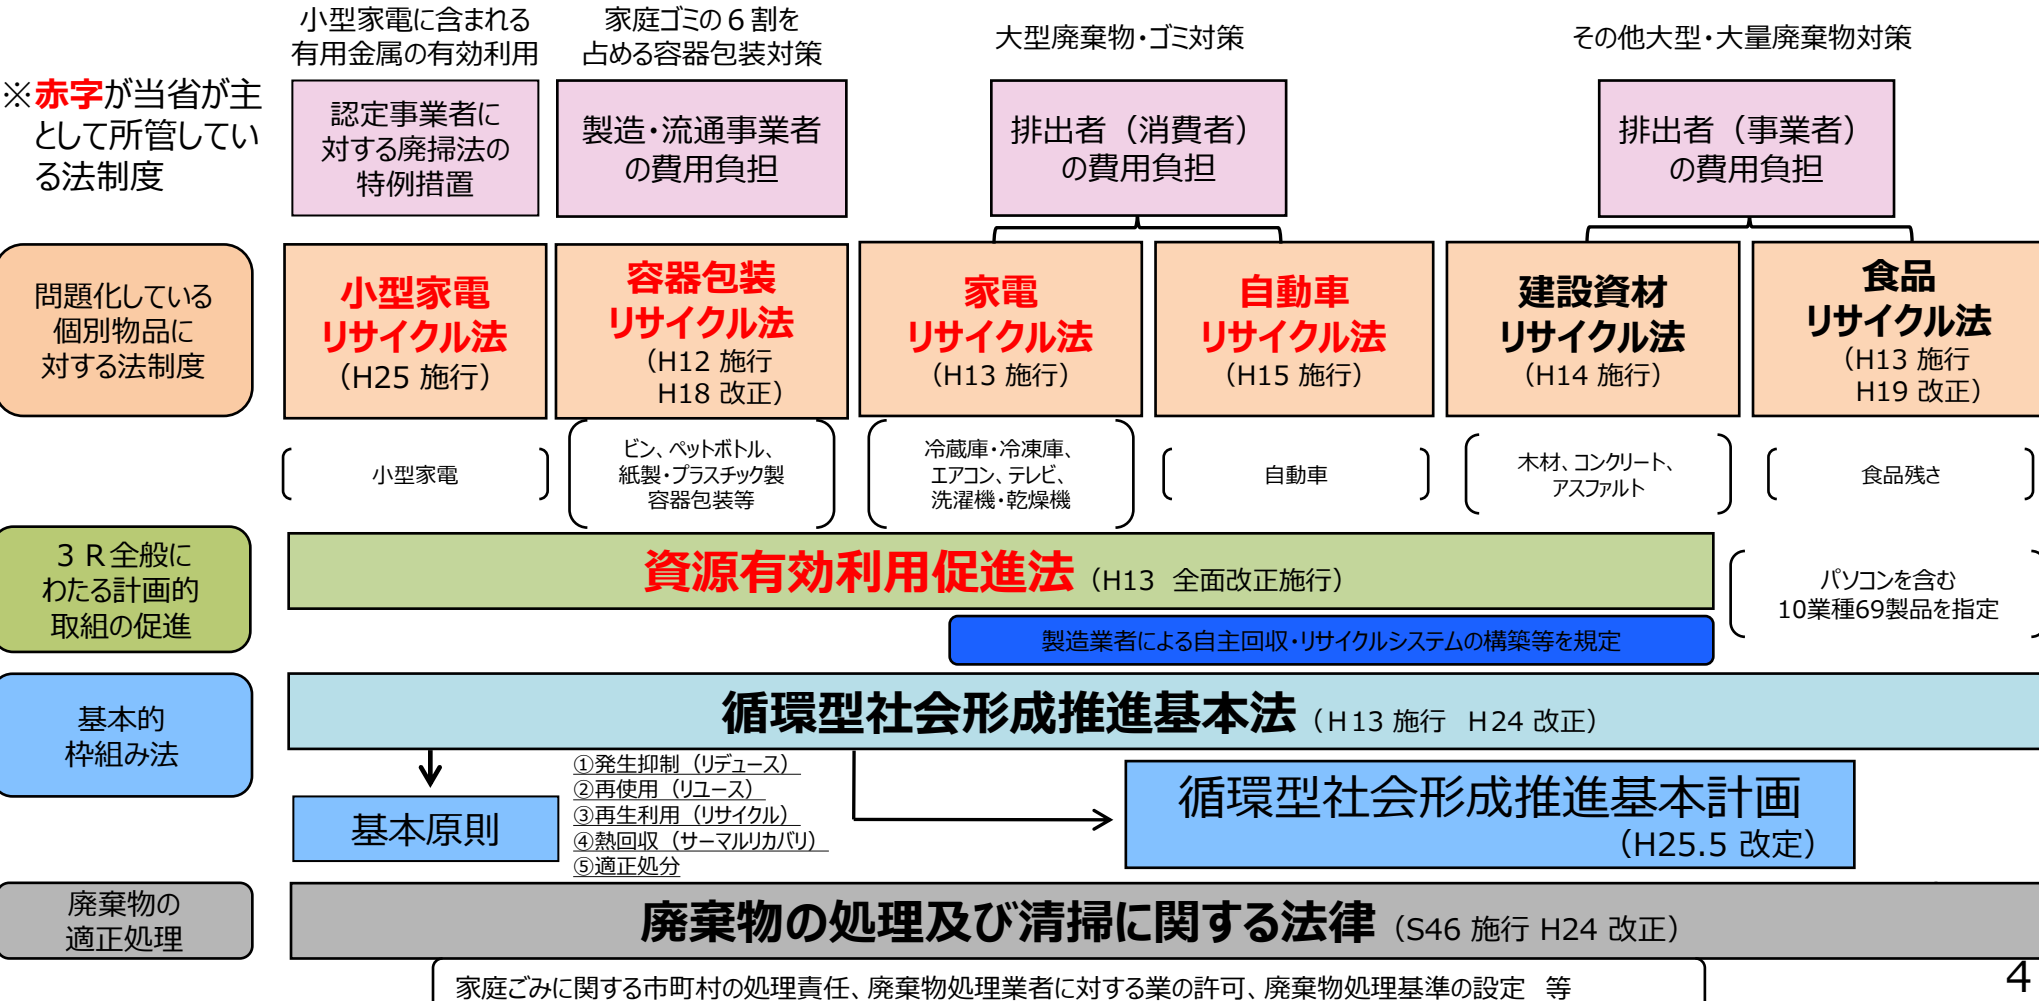 小型家電に含まれる
有用金属の有効利用
家庭ゴミの６割を
占める容器包装対策
大型廃棄物・ゴミ対策
その他大型・大量廃棄物対策
※赤字が当省が主
として所管してい
る法制度
認定事業者に
対する廃掃法の
特例措置
製造・流通事業者
の費用負担
排出者（消費者）
の費用負担
排出者（事業者）
の費用負担
問題化している
個別物品に
対する法制度
小型家電
リサイクル法
（H25 施行）
容器包装
リサイクル法
（H12 施行
H18 改正）
家電
リサイクル法
（H13 施行）
自動車
リサイクル法
（H15 施行）
建設資材
リサイクル法
（H14 施行）
食品
リサイクル法
（H13 施行
H19 改正）
小型家電
ビン、ペットボトル、
紙製・プラスチック製
容器包装等
冷蔵庫・冷凍庫、
エアコン、テレビ、
洗濯機・乾燥機
自動車
木材、コンクリート、
アスファルト
食品残さ
３Ｒ全般に
わたる計画的
取組の促進
資源有効利用促進法（H13 全面改正施行）
パソコンを含む
10業種69製品を指定
製造業者による自主回収・リサイクルシステムの構築等を規定
基本的
枠組み法
循環型社会形成推進基本法（Ｈ13 施行 Ｈ24 改正）
基本原則
①発生抑制（リデュース）
②再使用（リユース）
③再生利用（リサイクル）
④熱回収（サーマルリカバリ）
⑤適正処分
循環型社会形成推進基本計画
（H25.5 改定）
廃棄物の
適正処理
廃棄物の処理及び清掃に関する法律（S46 施行 H24 改正）
家庭ごみに関する市町村の処理責任、廃棄物処理業者に対する業の許可、廃棄物処理基準の設定 等
4